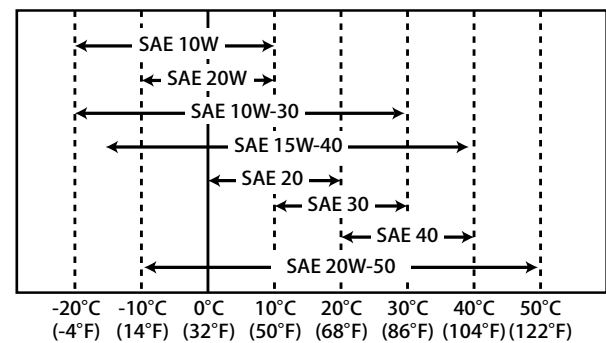 SAE 10W
SAE 20W
SAE 10W-30
SAE 15W-40
SAE 20
SAE 30
SAE 40
SAE 20W-50
-20°C -10°C 0°C 10°C 20°C 30°C 40°C 50°C
(-4°F) (14°F) (32°F) (50°F) (68°F) (86°F) (104°F) (122°F)